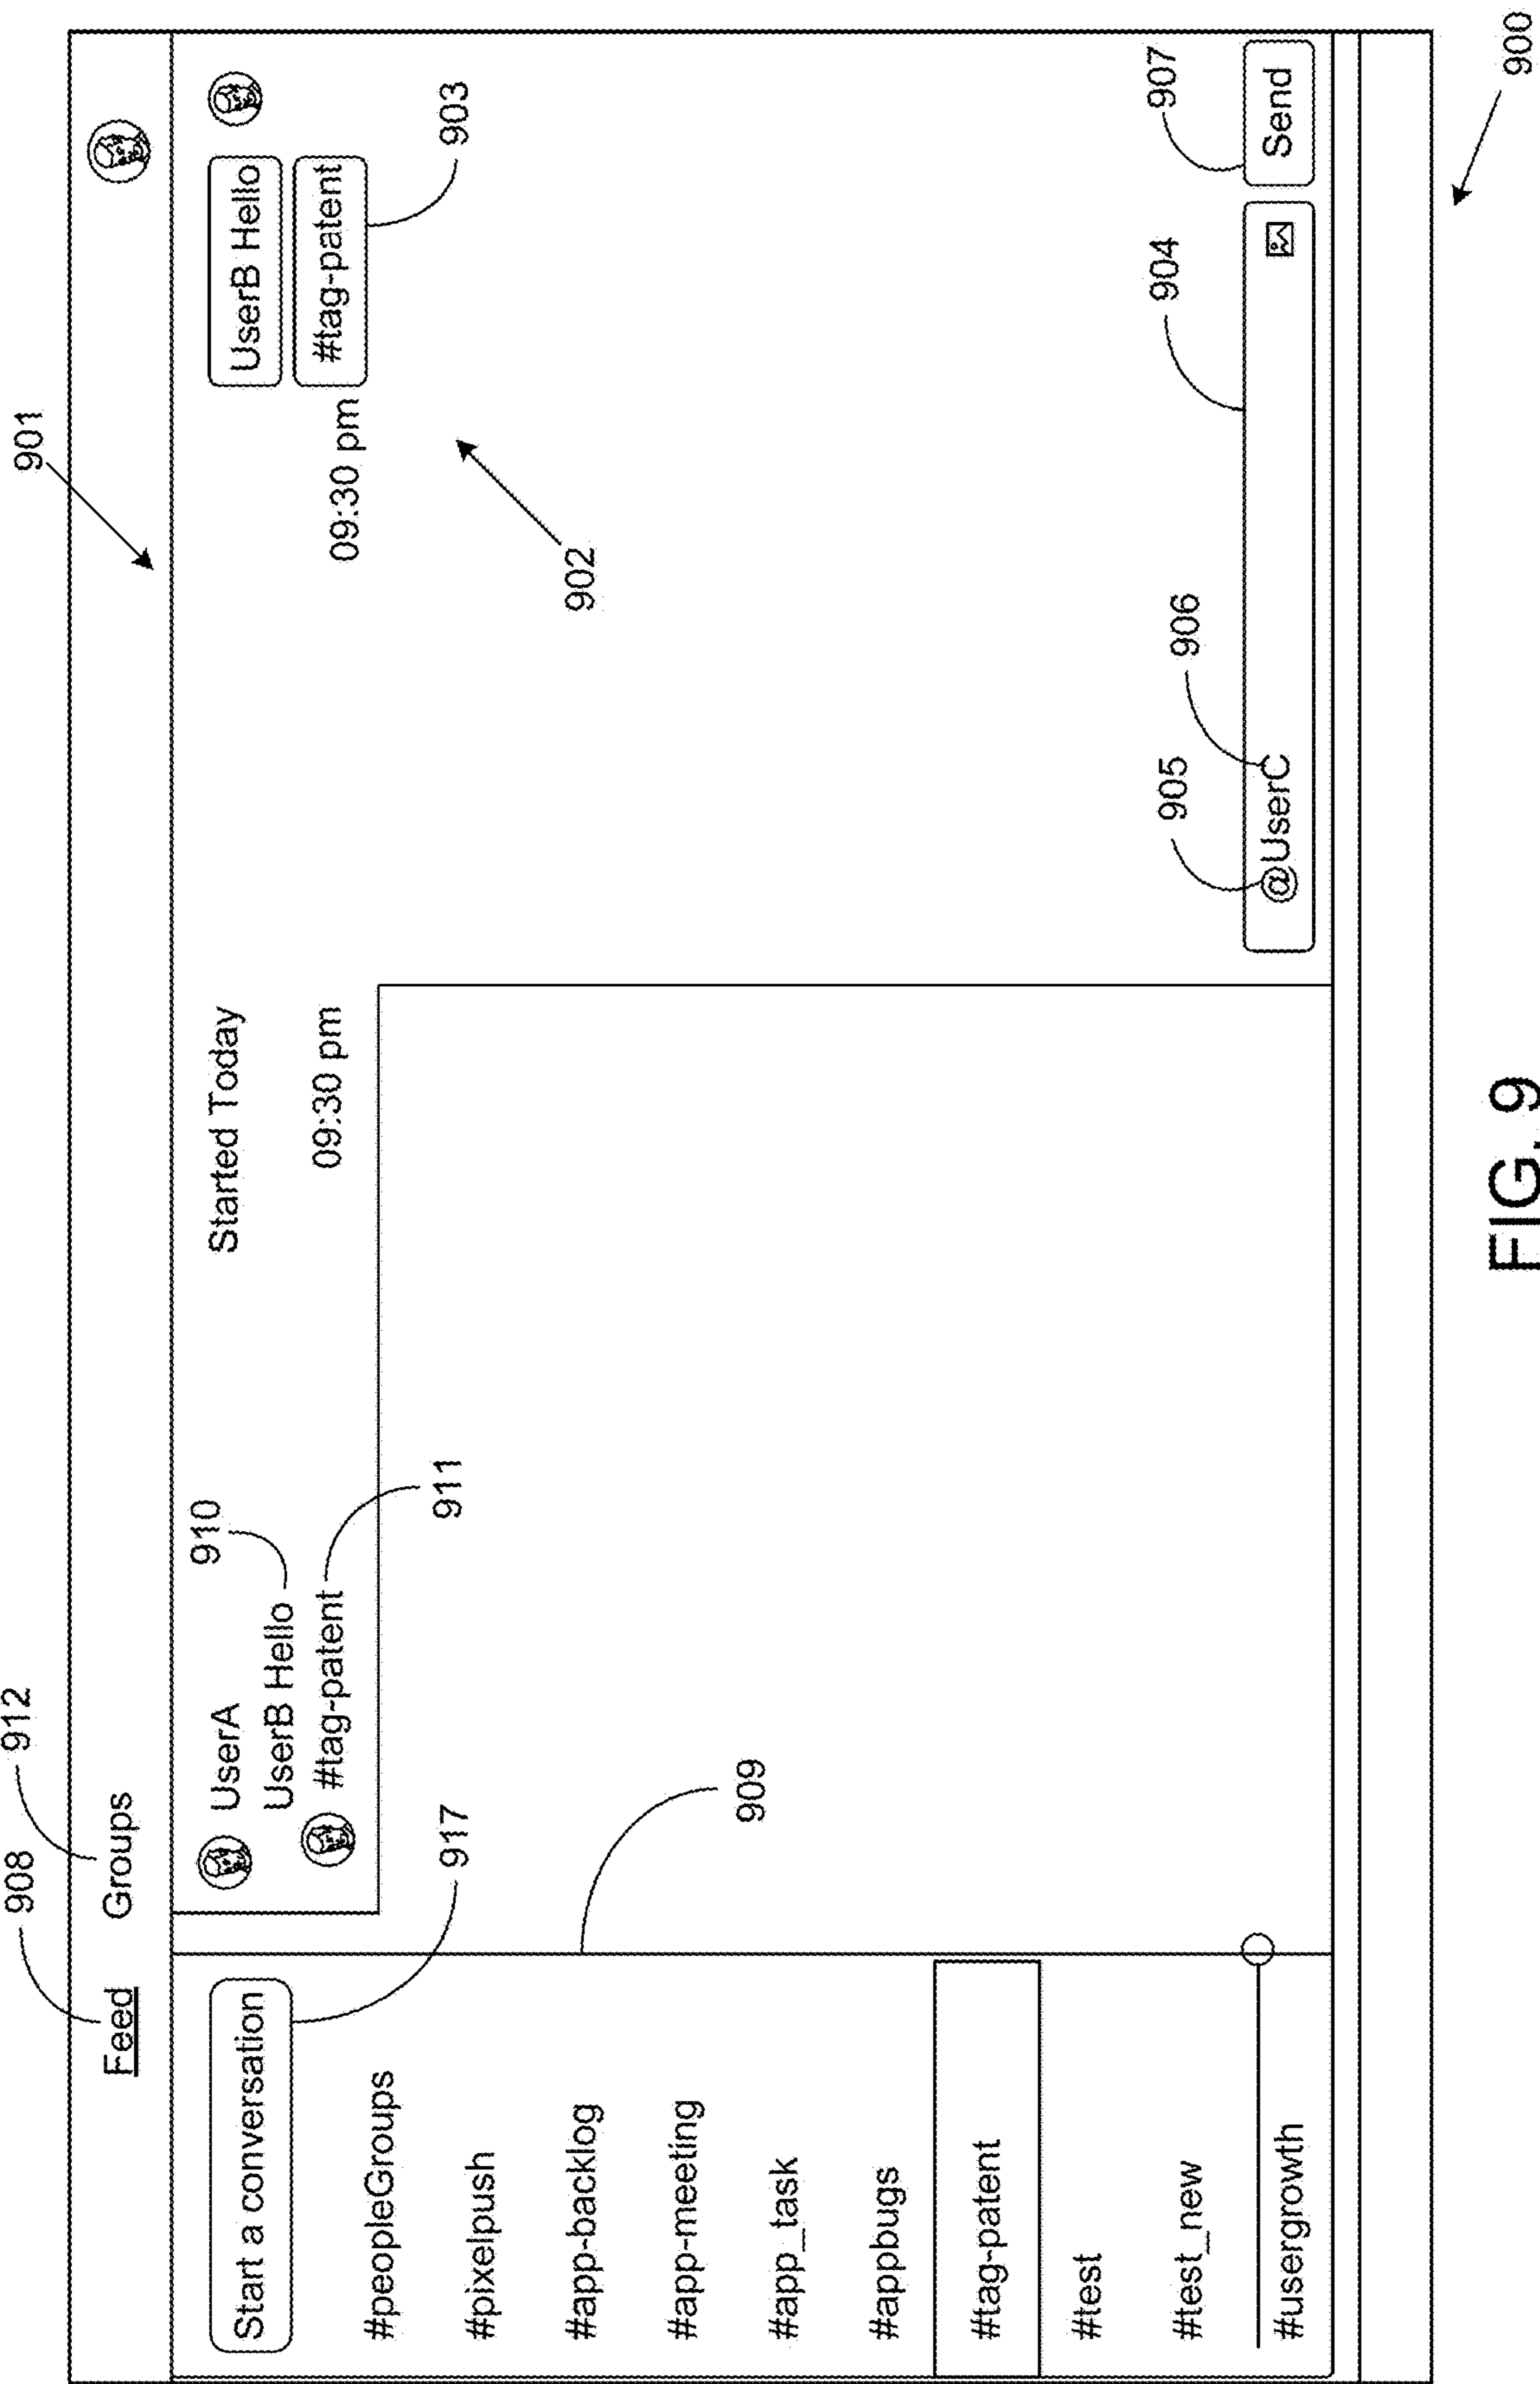 901
908
912
Feed
Groups
Start a conversation
917
#peopleGroups
#pixelpush
#app-backlog
#app-meeting
#app_task
#appbugs
#tag-patent
#test
#test_new
#usergrowth
909
UserA
910
Started Today
UserB Hello
#tag-patent
911
09:30 pm
UserB Hello
#tag-patent
903
09:30 pm
902
905
906
904
907
@UserC
Send
900
FIG. 9